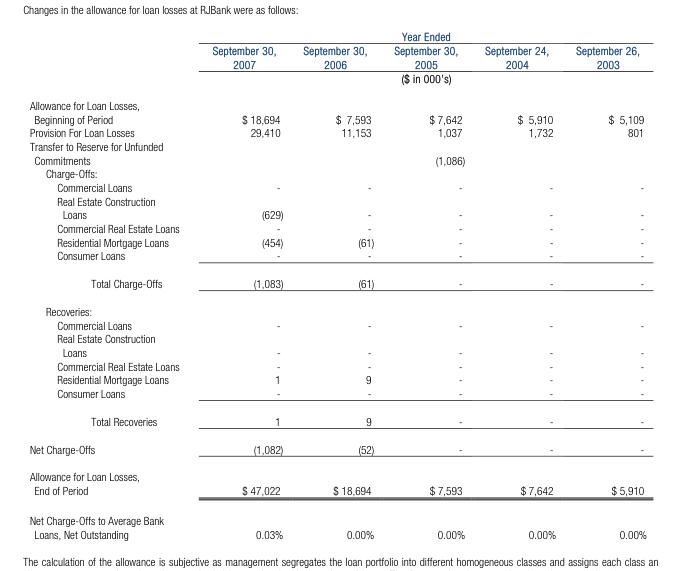 Changes in the allowance for loan losses at RJBank were as follows:
Year Ended
September 30, September 30, September 30, September 24, September 26,
2007 2006 2005 2004 2003
($ in 000's)
Allowance for Loan Losses,
Beginning of Period $ 18,694 $ 7,593 $ 7,642 $ 5,910 $ 5,109
Provision For Loan Losses 29,410 11,153 1,037 1,732 801
Transfer to Reserve for Unfunded
Commitments (1,086)
Charge-Offs:
Commercial Loans - - - - -
Real Estate Construction
Loans (629) - - - -
Commercial Real Estate Loans - - - - -
Residential Mortgage Loans (454) (61) - - -
Consumer Loans - - - - -
Total Charge-Offs (1,083) (61) - - -
Recoveries:
Commercial Loans - - - - -
Real Estate Construction
Loans - - - - -
Commercial Real Estate Loans - - - - -
Residential Mortgage Loans 1 9 - - -
Consumer Loans - - - - -
Total Recoveries 1 9 - - -
Net Charge-Offs (1,082) (52) - - -
Allowance for Loan Losses,
End of Period $ 47,022 $ 18,694 $ 7,593 $ 7,642 $ 5,910
Net Charge-Offs to Average Bank
Loans, Net Outstanding 0.03% 0.00% 0.00% 0.00% 0.00%
The calculation of the allowance is subjective as management segregates the loan portfolio into different homogeneous classes and assigns each class an